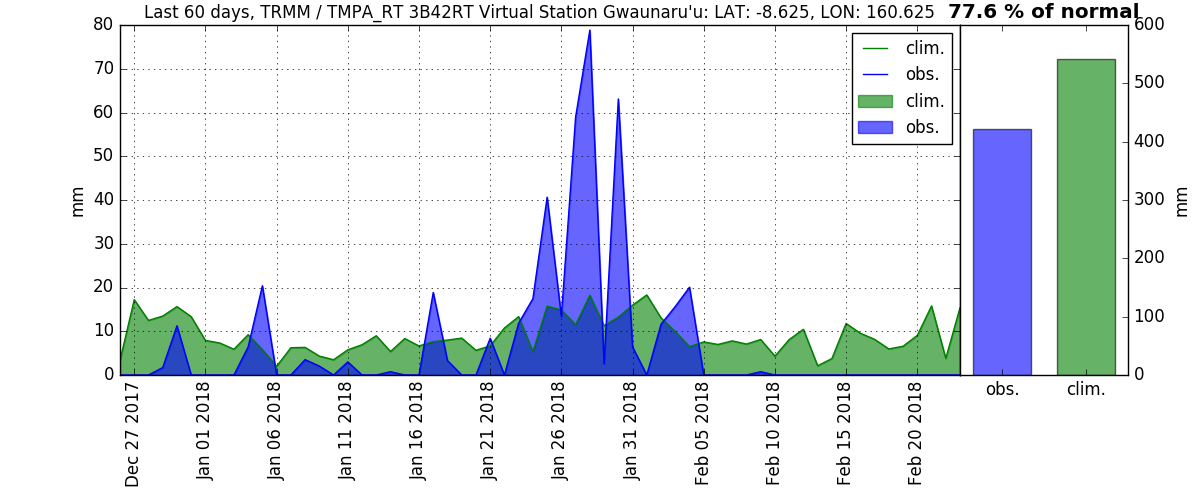 Last 60 days, TRMM / TMPA_RT 3B42RT Virtual Station Gwaunaru'u: LAT: -8.625, LON: 160.625
77.6 % of normal
80
70
60
50
40
30
20
10
0
mm
clim.
obs.
clim.
obs.
Dec 27 2017
Jan 01 2018
Jan 06 2018
Jan 11 2018
Jan 16 2018
Jan 21 2018
Jan 26 2018
Jan 31 2018
Feb 05 2018
Feb 10 2018
Feb 15 2018
Feb 20 2018
600
500
400
300
200
100
0
mm
obs.
clim.